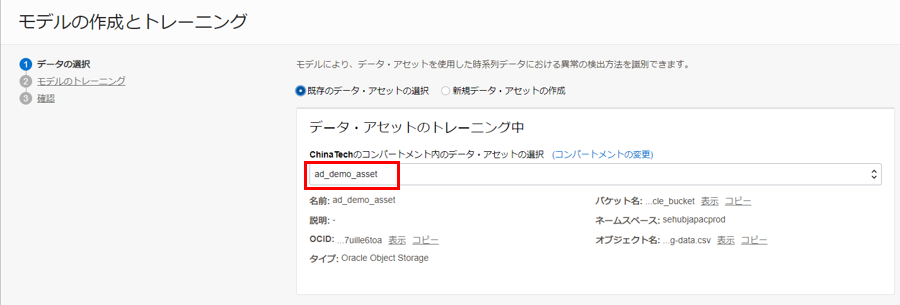 モデルの作成とトレーニング
1 データの選択
2 モデルのトレーニング
3 確認
モデルにより、データ・アセットを使用した時系列データにおける異常の検出方法を識別できます。
既存のデータ・アセットの選択 新規データ・アセットの作成
データ・アセットのトレーニング中
ChinaTechのコンパートメント内のデータ・アセットの選択 (コンパートメントの変更)
ad_demo_asset
名前: ad_demo_asset
説明: -
OCID: ...7uille6toa 表示 コピー
タイプ: Oracle Object Storage
バケット名: ...cle_bucket 表示 コピー
ネームスペース: sehubjapacprod
オブジェクト名: ...g-data.csv 表示 コピー